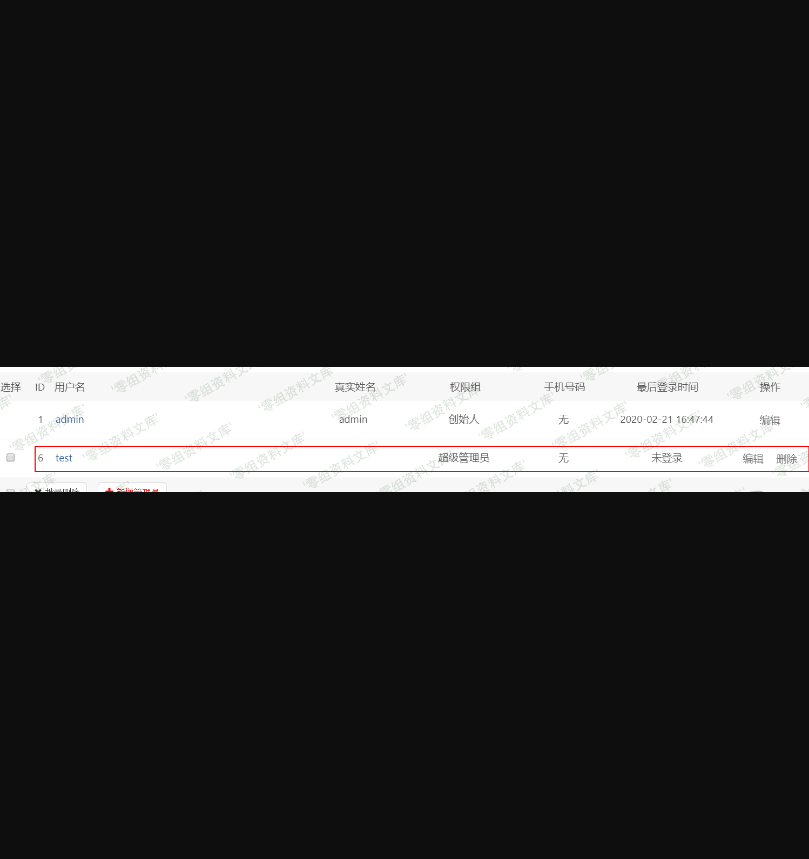 选择 ID 用户名 真实姓名 权限组 手机号码 最后登录时间 操作
1 admin admin 创始人 无 2020-02-21 16:47:44 编辑
6 test 超级管理员 无 未登录 编辑 删除
零组资料文库